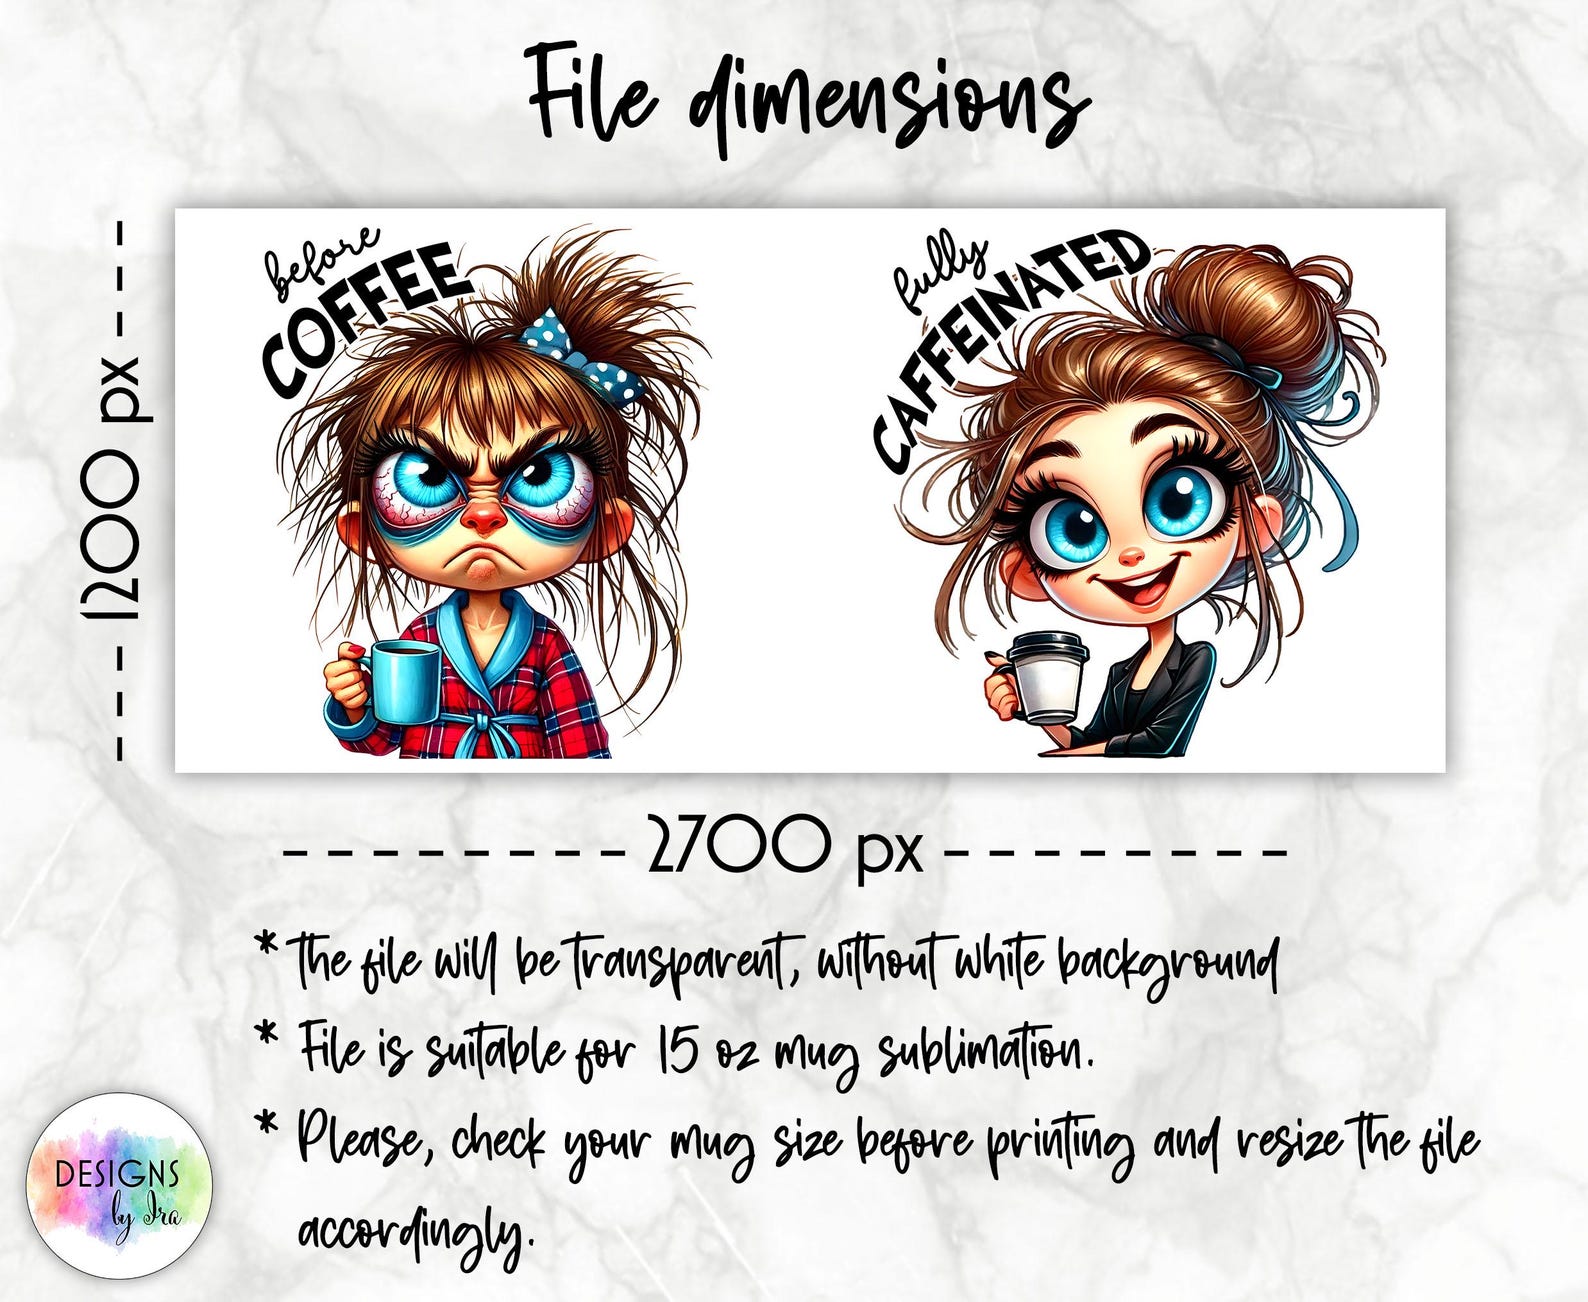 File dimensions
before
COFFEE
fully
CAFFEINATED
1200 px
2700 px
* The file will be transparent, without white background
* File is suitable for 15 oz mug sublimation.
* Please, check your mug size before printing and resize the file
accordingly.
DESIGNS
by Ira